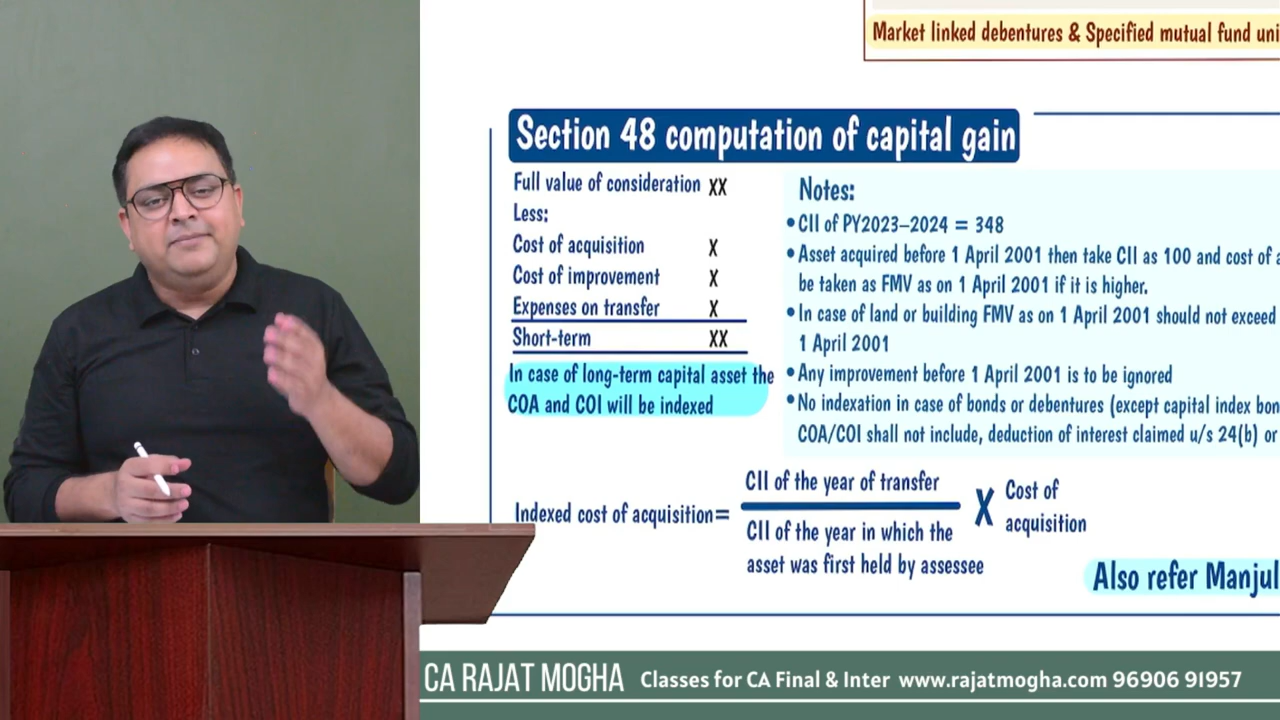 Market linked debentures & Specified mutual fund uni
Section 48 computation of capital gain
Full value of consideration XX
Less:
Cost of acquisition X
Cost of improvement X
Expenses on transfer X
Short-term XX
In case of long-term capital asset the
COA and COI will be indexed
Notes:
•CII of PY2023–2024 = 348
•Asset acquired before 1 April 2001 then take CII as 100 and cost of a
be taken as FMV as on 1 April 2001 if it is higher.
•In case of land or building FMV as on 1 April 2001 should not exceed
1 April 2001
•Any improvement before 1 April 2001 is to be ignored
•No indexation in case of bonds or debentures (except capital index bon
COA/COI shall not include, deduction of interest claimed u/s 24(b) or
Indexed cost of acquisition=
CII of the year of transfer
CII of the year in which the
asset was first held by assessee
X
Cost of
acquisition
Also refer Manjul
CA RAJAT MOGHA Classes for CA Final & Inter www.rajatmogha.com 96906 91957